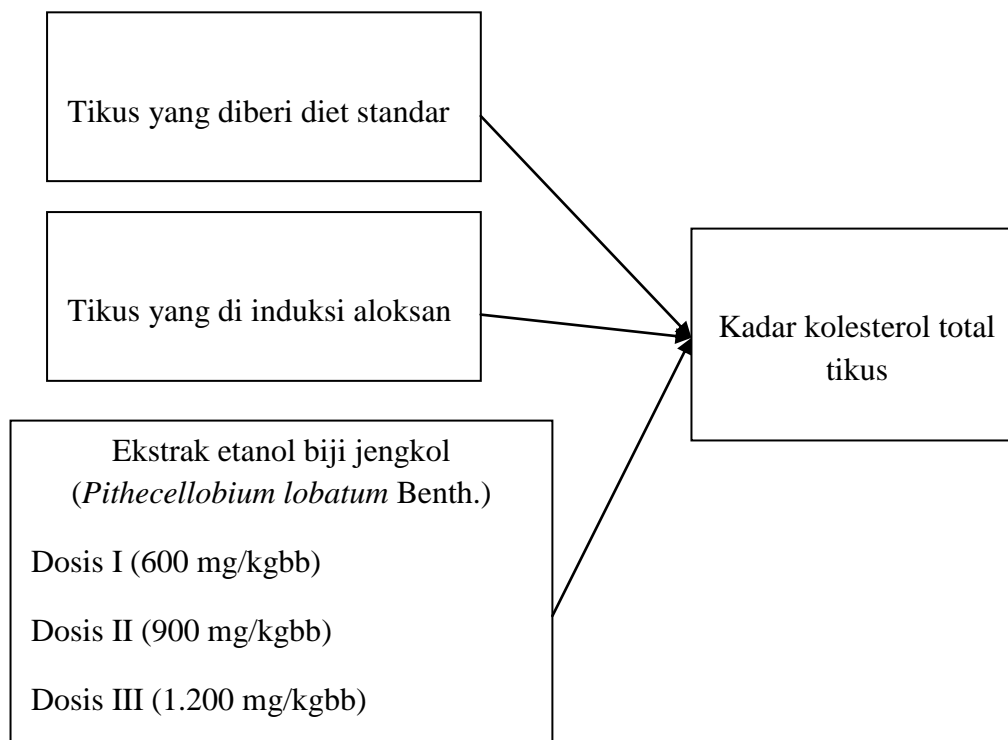 Tikus yang diberi diet standar
Tikus yang di induksi aloksan
Kadar kolesterol total
tikus
Ekstrak etanol biji jengkol
(Pithecellobium lobatum Benth.)
Dosis I (600 mg/kgbb)
Dosis II (900 mg/kgbb)
Dosis III (1.200 mg/kgbb)